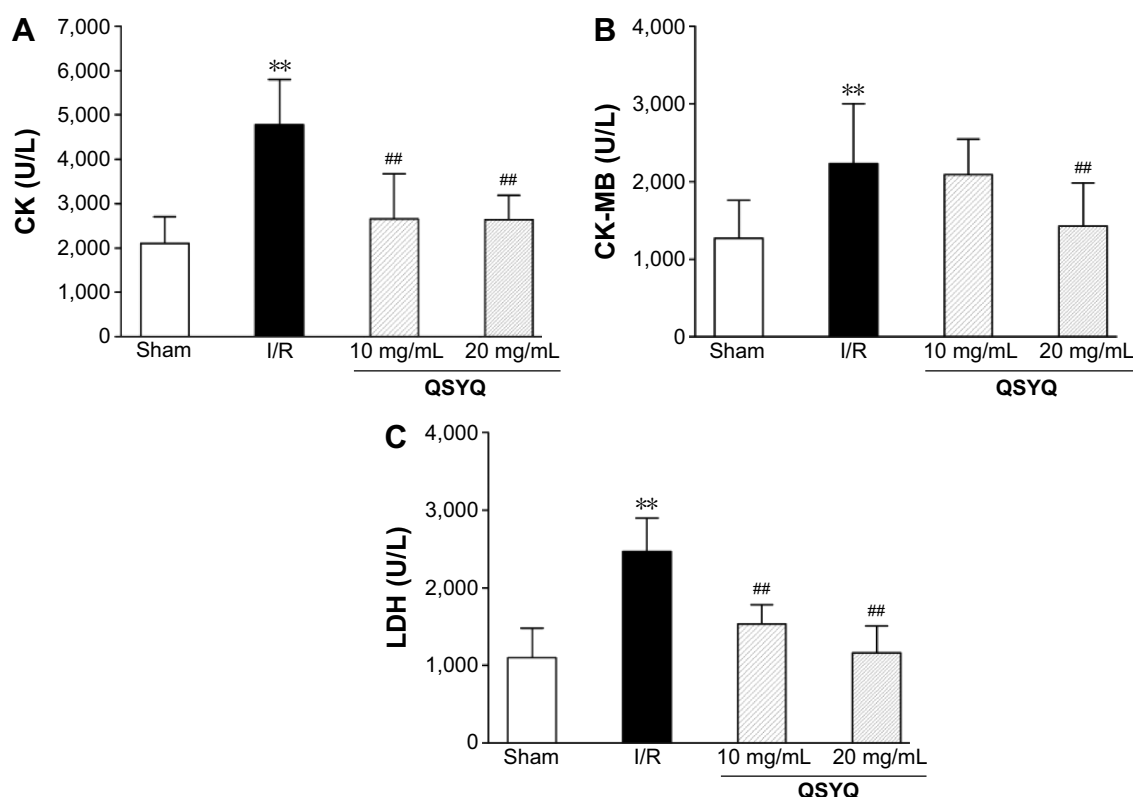 A
CK (U/L)
7,000
6,000
5,000
4,000
3,000
2,000
1,000
0
**
##
##
Sham
I/R
10 mg/mL
20 mg/mL
QSYQ
B
CK-MB (U/L)
4,000
3,000
2,000
1,000
0
**
##
Sham
I/R
10 mg/mL
20 mg/mL
QSYQ
C
LDH (U/L)
4,000
3,000
2,000
1,000
0
**
##
##
Sham
I/R
10 mg/mL
20 mg/mL
QSYQ